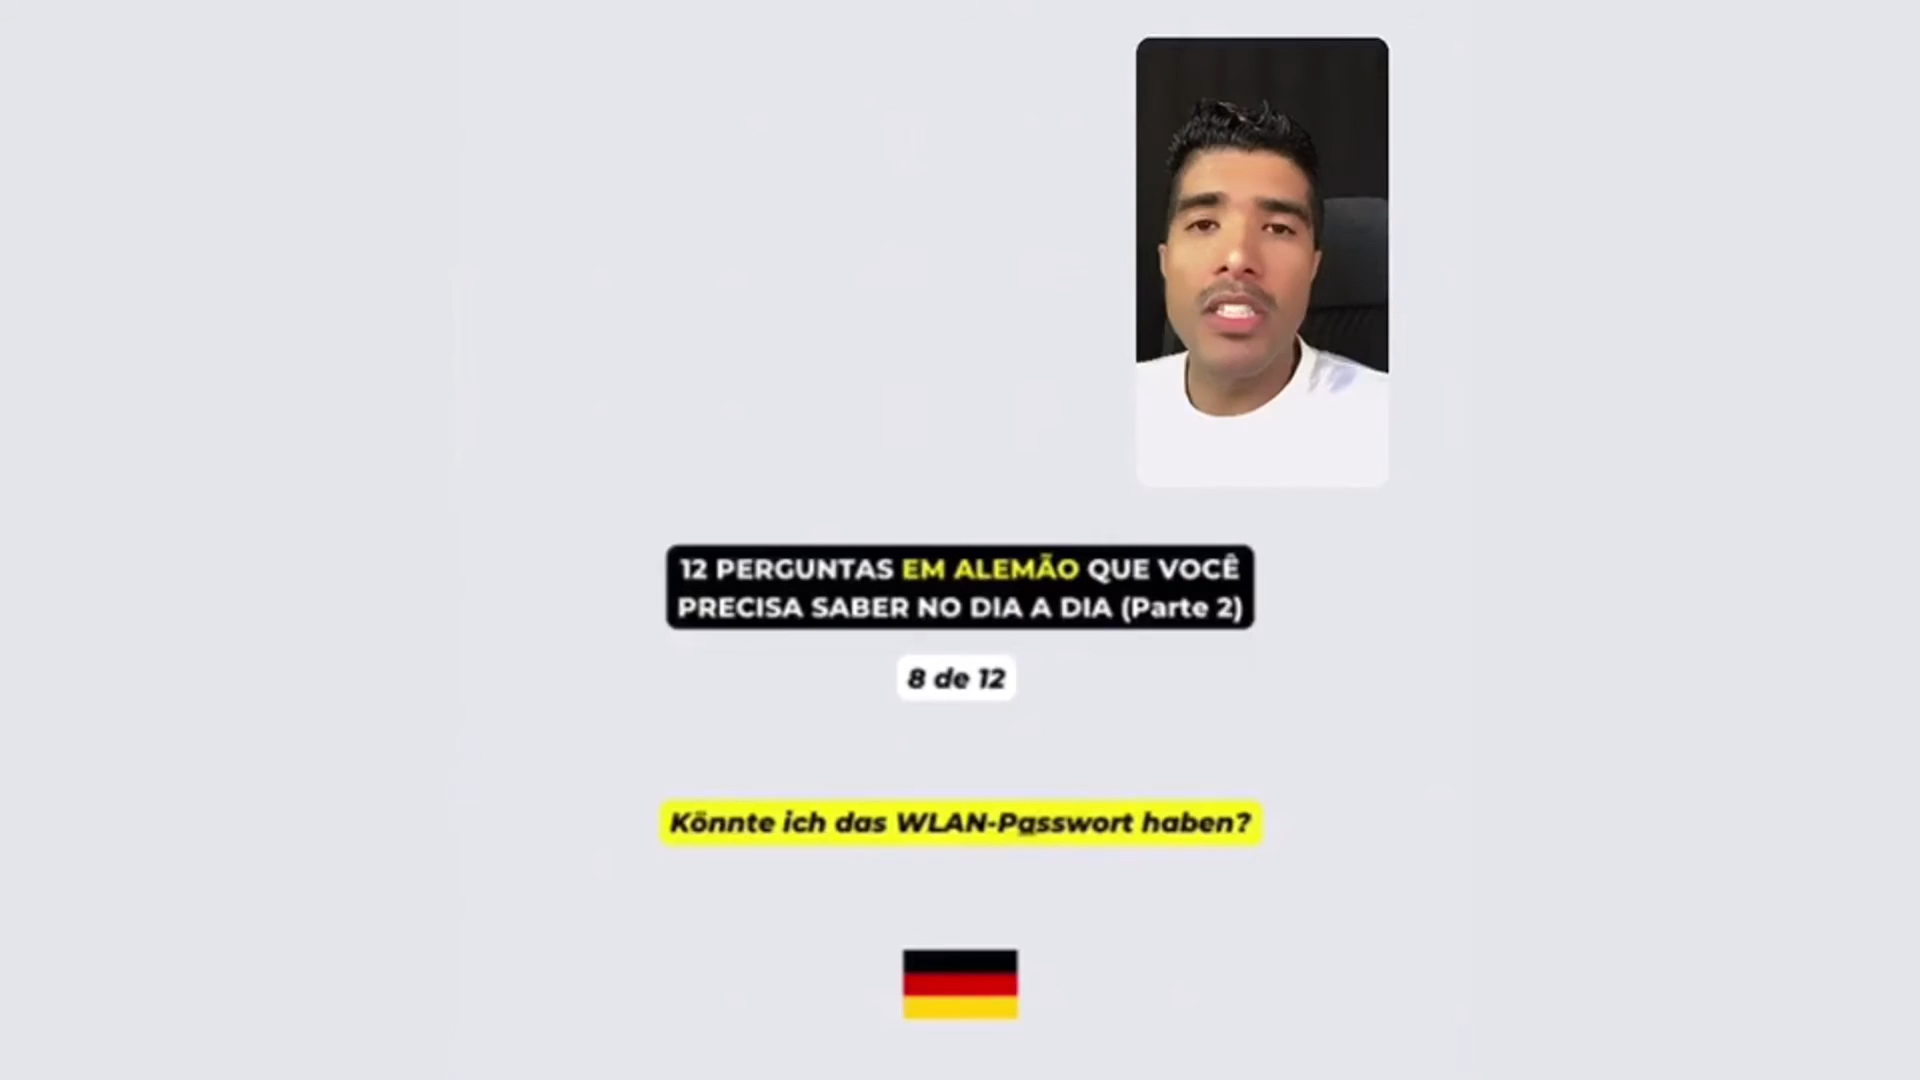 12 PERGUNTAS EM ALEMÃO QUE VOCÊ
PRECISA SABER NO DIA A DIA (Parte 2)
8 de 12
Könnte ich das WLAN-Passwort haben?